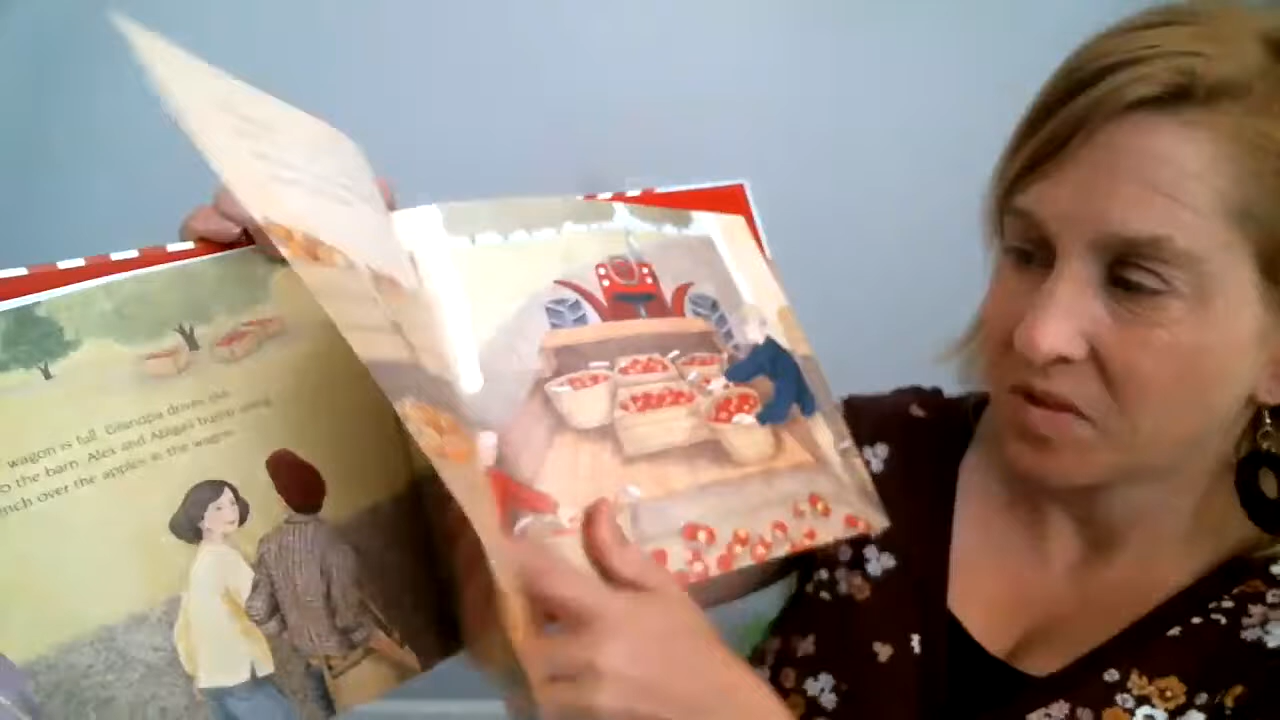 wagon is full. Grandpa drives the
o the barn. Alex and Abigail bump along
nch over the apples in the wagon.